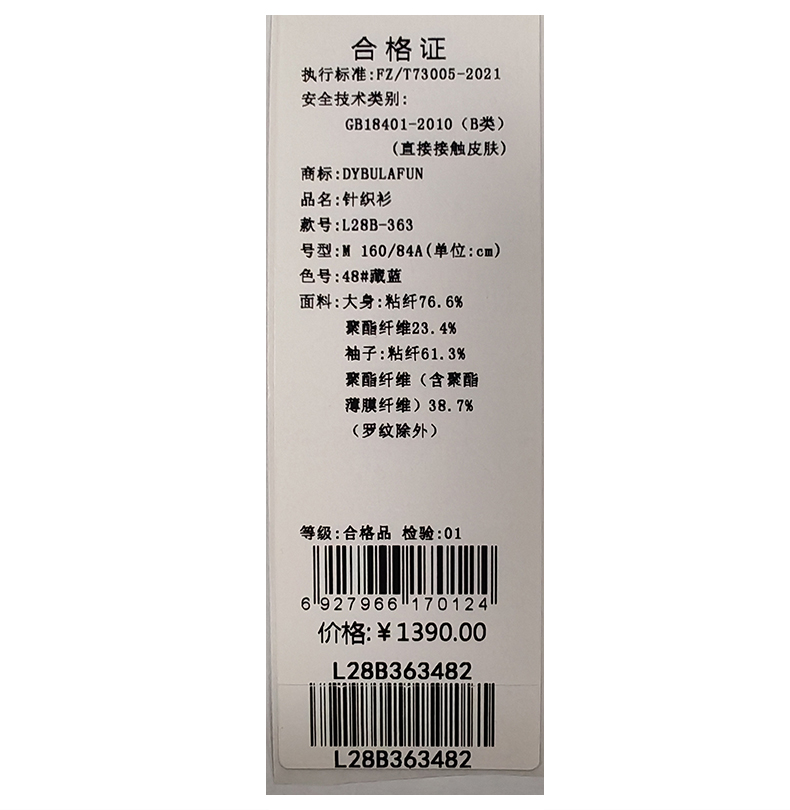 合格证
执行标准:FZ/T73005-2021
安全技术类别:
GB18401-2010（B类）
(直接接触皮肤)
商标:DYBULAFUN
品名:针织衫
款号:L28B-363
号型:M 160/84A(单位:cm)
色号:48#藏蓝
面料:大身:粘纤76.6%
聚酯纤维23.4%
袖子:粘纤61.3%
聚酯纤维（含聚酯
薄膜纤维）38.7%
（罗纹除外）
等级:合格品 检验:01
6 927966 170124
价格:￥1390.00
L28B363482
L28B363482